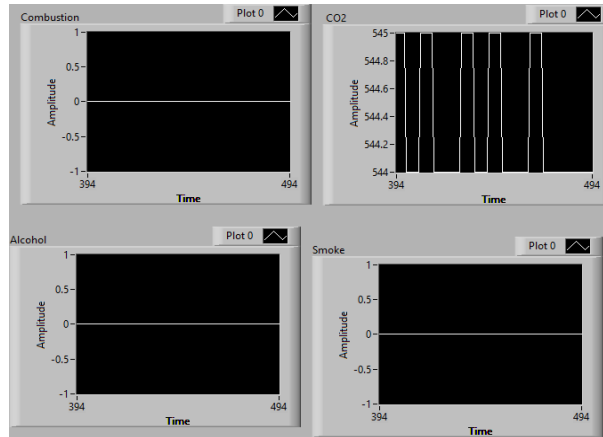 Combustion
Plot 0
1-
0.5-
0-
-0.5-
-1-
Amplitude
394
494
Time
CO2
Plot 0
545-
544.8-
544.6-
544.4-
544.2-
544-
Amplitude
394
494
Time
Alcohol
Plot 0
1-
0.5-
0-
-0.5-
-1-
Amplitude
394
494
Time
Smoke
Plot 0
1-
0.5-
0-
-0.5-
-1-
Amplitude
394
494
Time